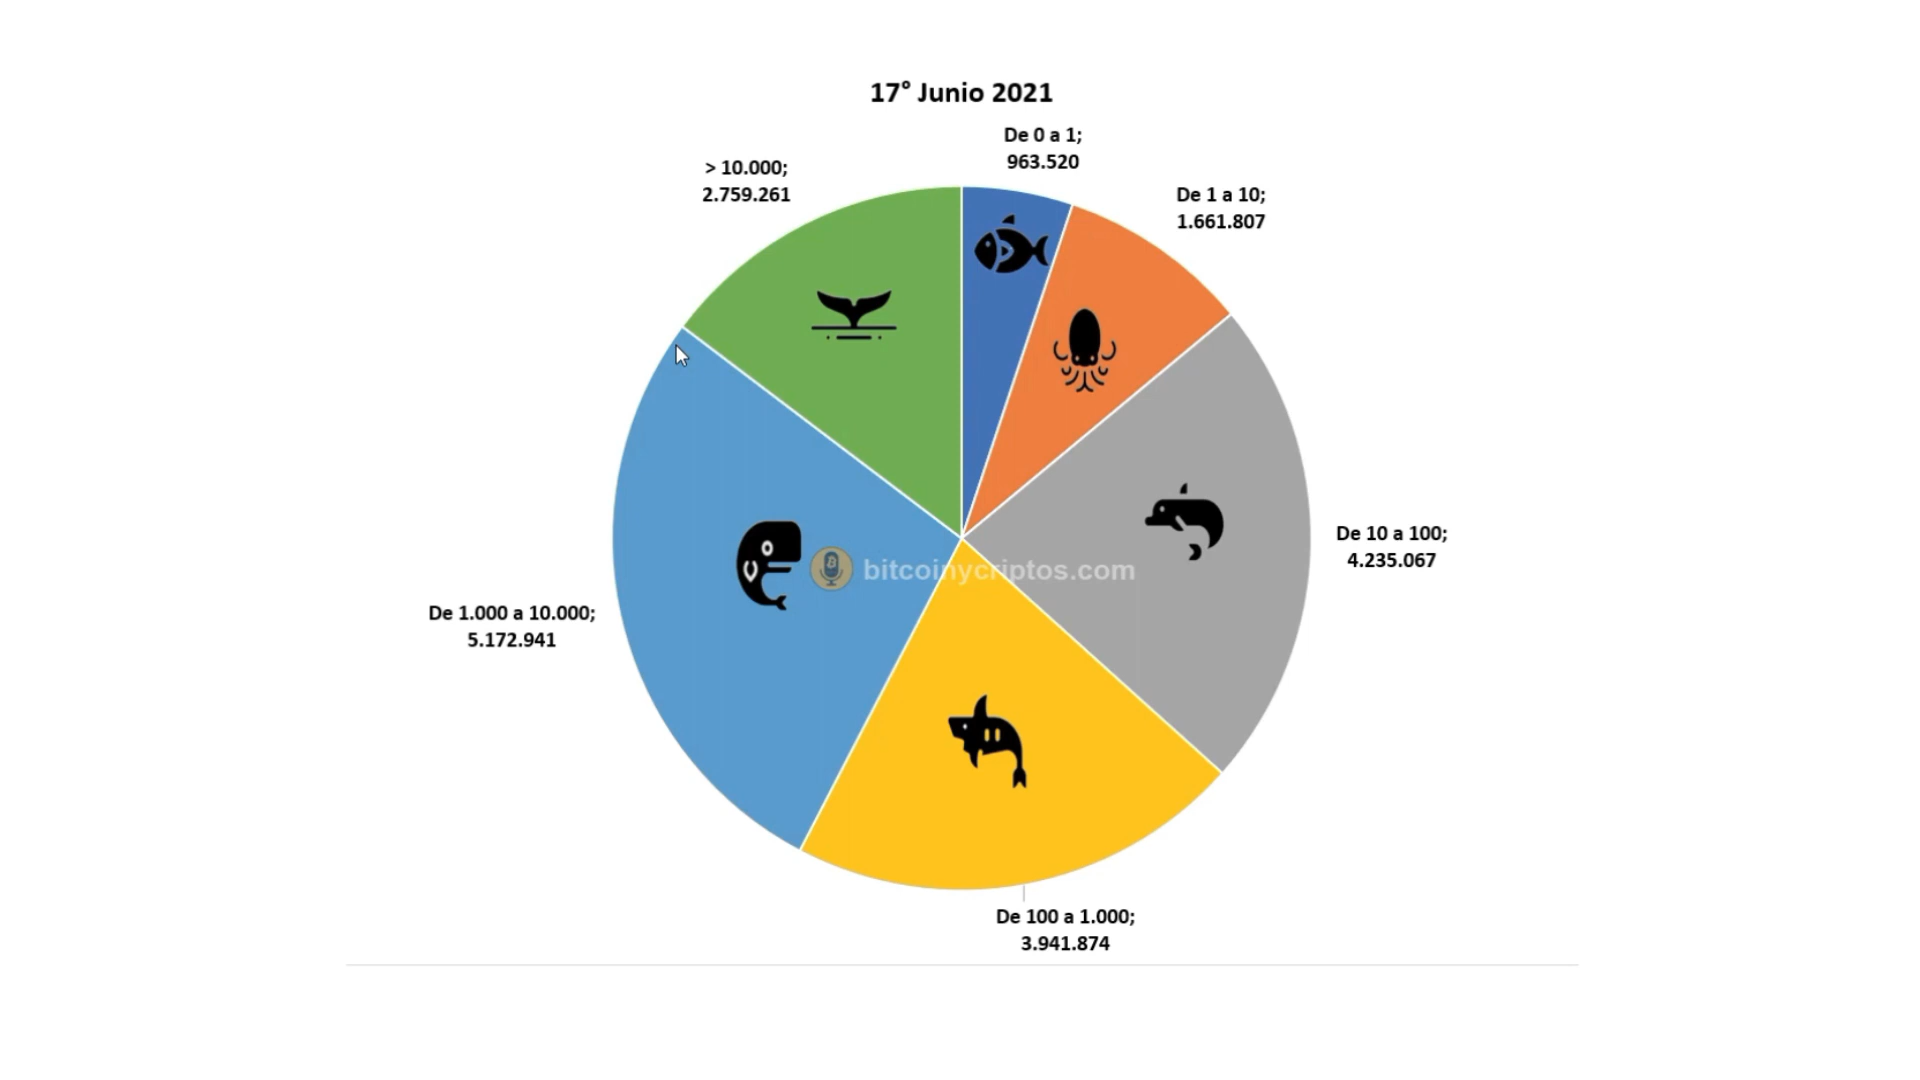 17° Junio 2021
De 0 a 1;
963.520
> 10.000;
2.759.261
De 1 a 10;
1.661.807
De 10 a 100;
4.235.067
bitcoinycriptos.com
De 1.000 a 10.000;
5.172.941
De 100 a 1.000;
3.941.874